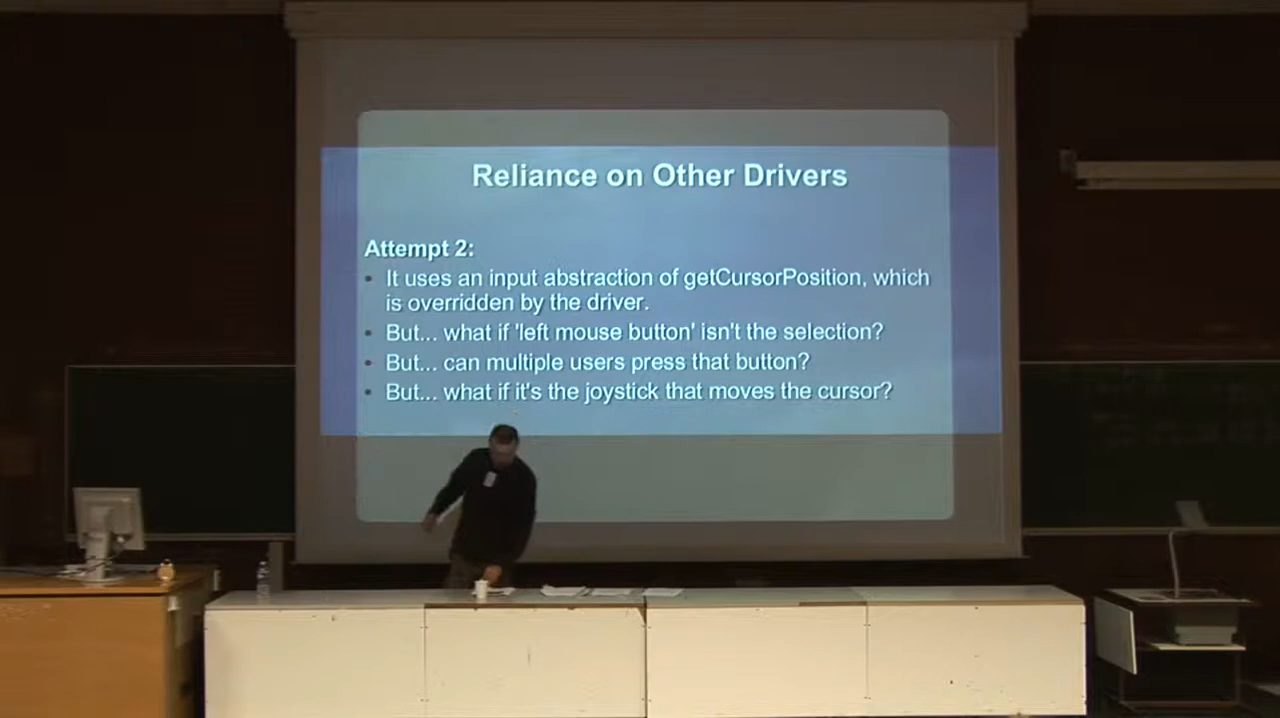 Reliance on Other Drivers
Attempt 2:
• It uses an input abstraction of getCursorPosition, which
is overridden by the driver.
• But... what if 'left mouse button' isn't the selection?
• But... can multiple users press that button?
• But... what if it's the joystick that moves the cursor?